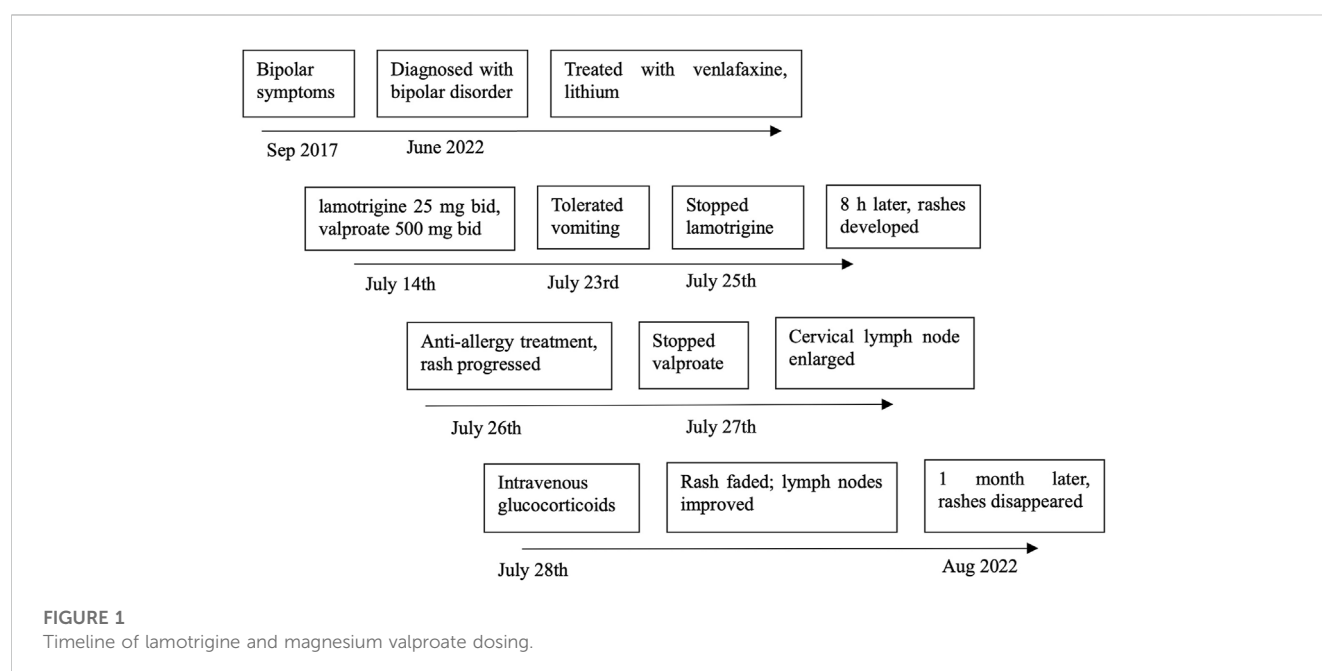 Bipolar
symptoms
Diagnosed with
bipolar disorder
Treated with venlafaxine,
lithium
Sep 2017
June 2022
lamotrigine 25 mg bid,
valproate 500 mg bid
Tolerated
vomiting
Stopped
lamotrigine
8 h later, rashes
developed
July 14th
July 23rd
July 25th
Anti-allergy treatment,
rash progressed
Stopped
valproate
Cervical lymph node
enlarged
July 26th
July 27th
Intravenous
glucocorticoids
Rash faded; lymph nodes
improved
1 month later,
rashes disappeared
July 28th
Aug 2022
FIGURE 1
Timeline of lamotrigine and magnesium valproate dosing.